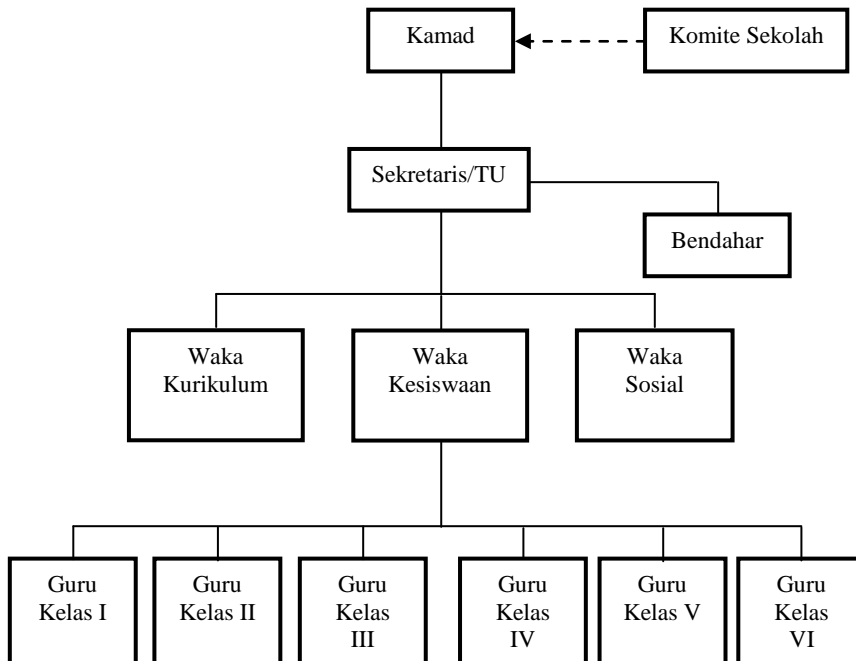 Kamad
Komite Sekolah
Sekretaris/TU
Bendahar
Waka
Kurikulum
Waka
Kesiswaan
Waka
Sosial
Guru
Kelas I
Guru
Kelas II
Guru
Kelas
III
Guru
Kelas
IV
Guru
Kelas V
Guru
Kelas
VI